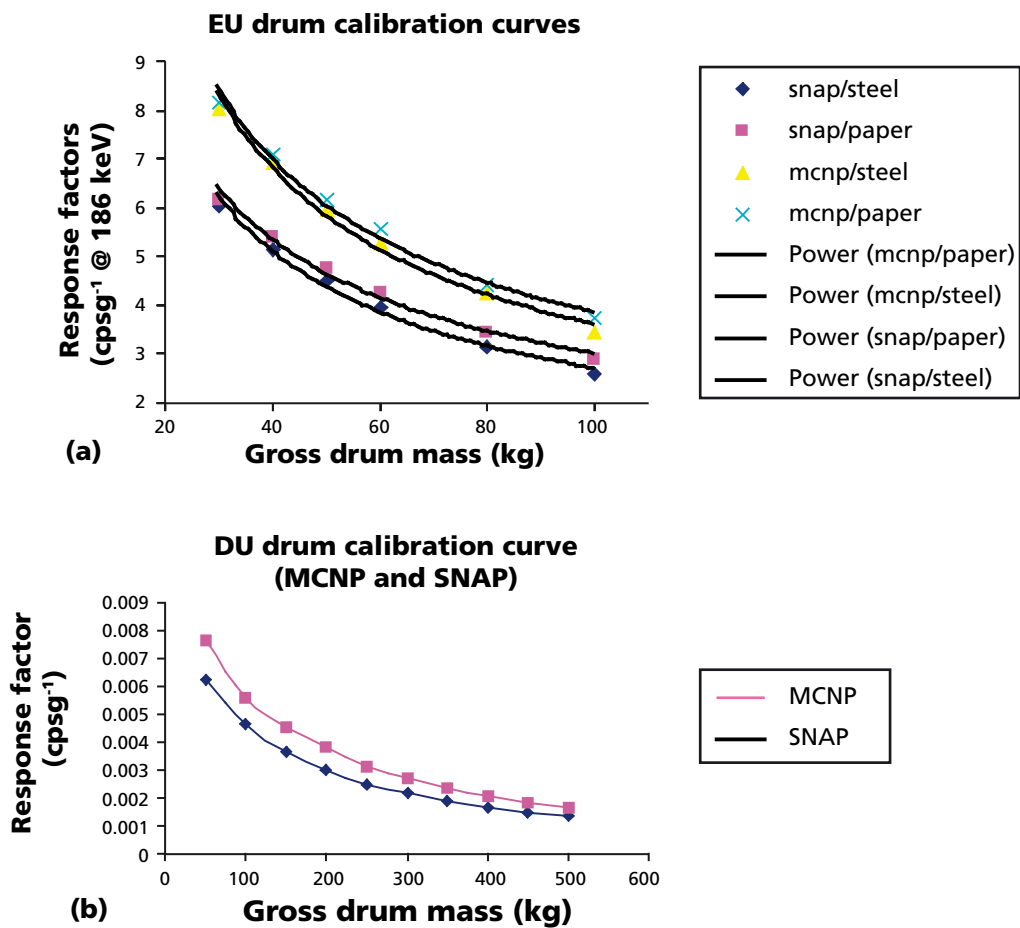 EU drum calibration curves
Response factors
(cpsg⁻¹ @ 186 keV)
9
8
7
6
5
4
3
2
20
40
60
80
100
Gross drum mass (kg)
(a)
snap/steel
snap/paper
mcnp/steel
mcnp/paper
Power (mcnp/paper)
Power (mcnp/steel)
Power (snap/paper)
Power (snap/steel)
DU drum calibration curve
(MCNP and SNAP)
Response factor
(cpsg⁻¹)
0.009
0.008
0.007
0.006
0.005
0.004
0.003
0.002
0.001
0
0
100
200
300
400
500
600
Gross drum mass (kg)
(b)
MCNP
SNAP